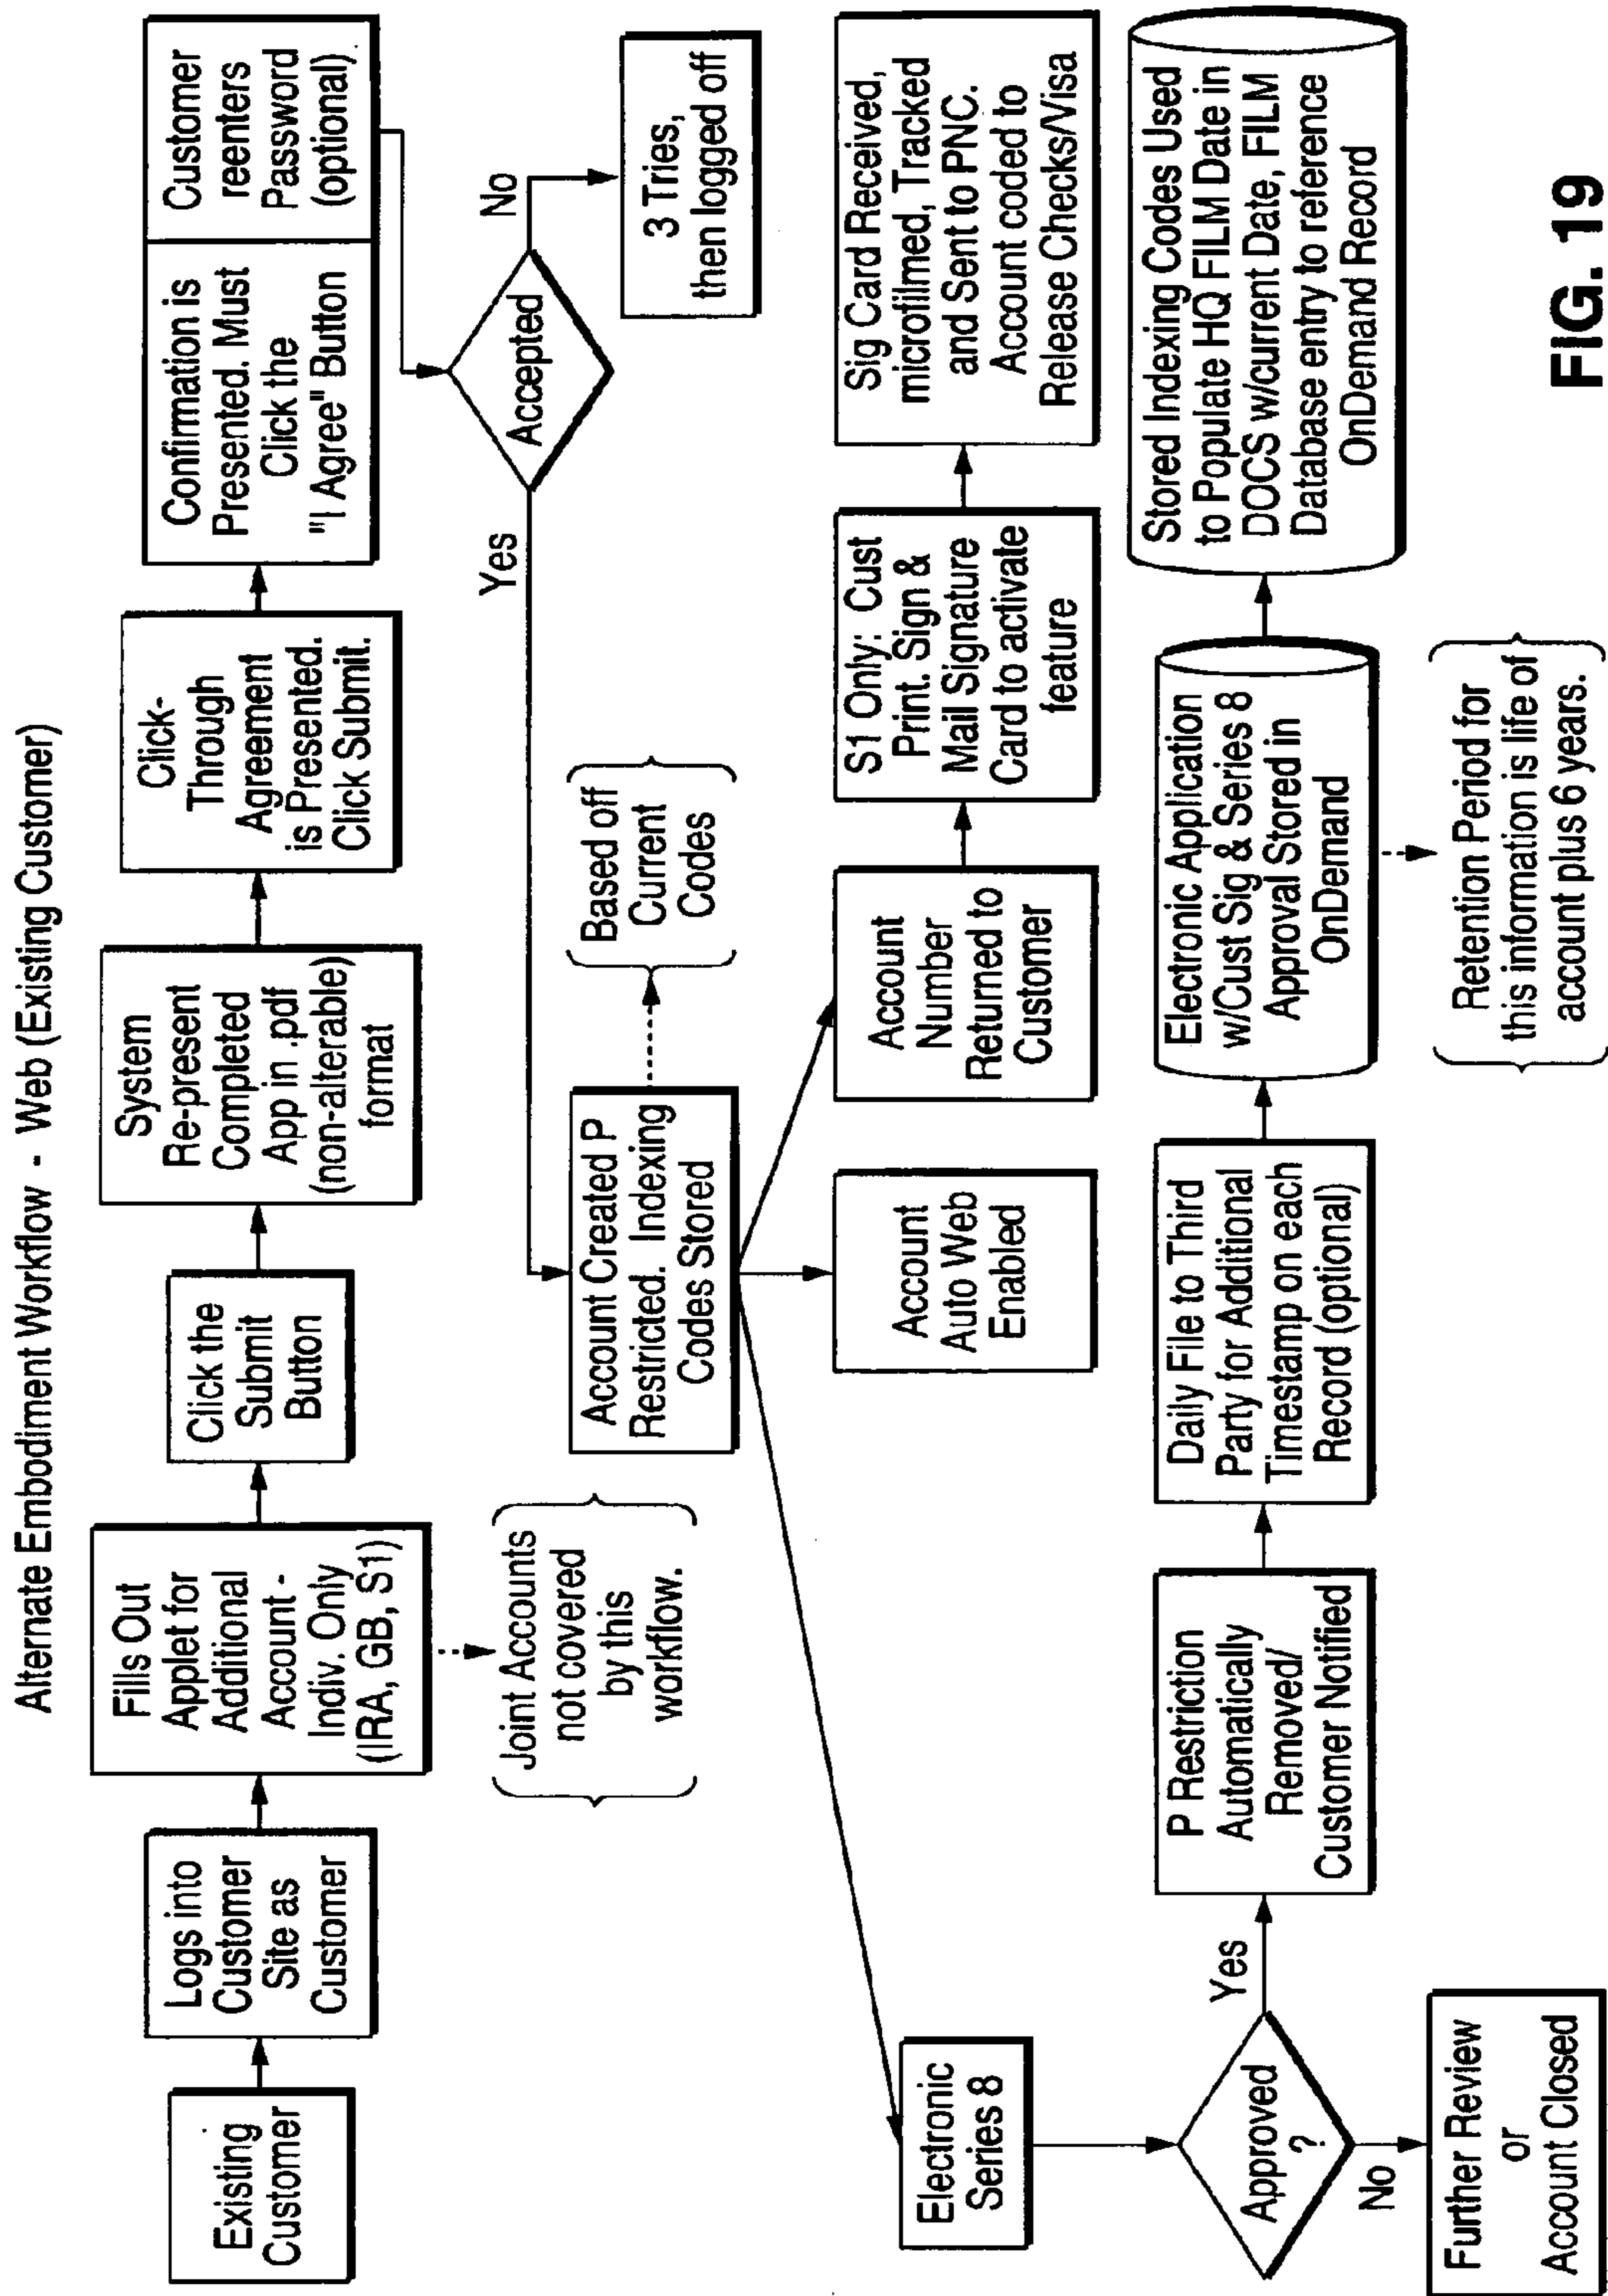 Alternate Embodiment Workflow - Web (Existing Customer)
Existing
Customer
Logs into
Customer
Site as
Customer
Fills Out
Applet for
Additional
Account -
Indiv. Only
(IRA, GB, S1)
Click the
Submit
Button
System
Re-present
Completed
App in .pdf
(non-alterable)
format
Click-
Through
Agreement
is Presented.
Click Submit.
Confirmation is
Presented. Must
Click the
"I Agree" Button
Customer
reenters
Password
(optional)
Joint Accounts
not covered
by this
workflow.
Yes
Accepted
No
3 Tries,
then logged off
Account Created P
Restricted. Indexing
Codes Stored
Based off
Current
Codes
Electronic
Series 8
Account
Auto Web
Enabled
Account
Number
Returned to
Customer
S1 Only: Cust
Print. Sign &
Mail Signature
Card to activate
feature
Sig Card Received,
microfilmed, Tracked
and Sent to PNC.
Account coded to
Release Checks/Visa
Approved
?
Yes
No
Further Review
or
Account Closed
P Restriction
Automatically
Removed/
Customer Notified
Daily File to Third
Party for Additional
Timestamp on each
Record (optional)
Electronic Application
w/Cust Sig & Series 8
Approval Stored in
OnDemand
Stored Indexing Codes Used
to Populate HQ FILM Date in
DOCS w/current Date, FILM
Database entry to reference
OnDemand Record
Retention Period for
this information is life of
account plus 6 years.
FIG. 19